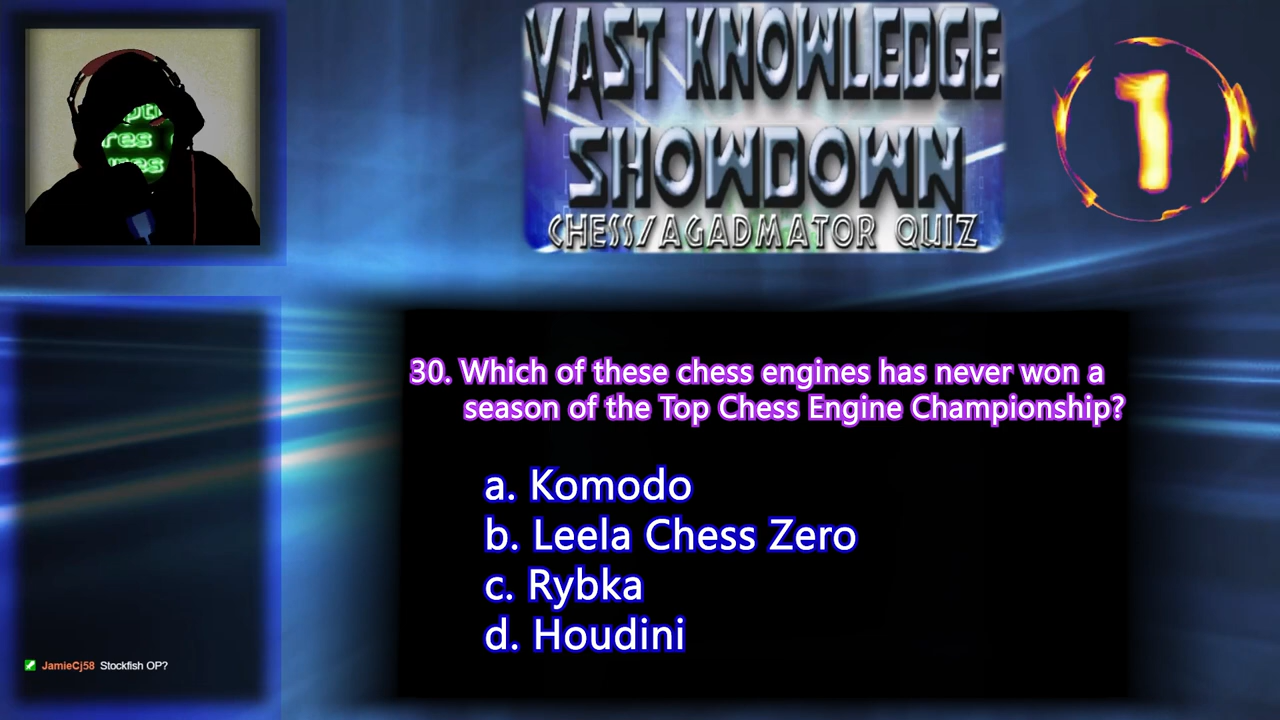 VAST KNOWLEDGE
SHOWDOWN
CHESS/AGADMATOR QUIZ
1
res
30. Which of these chess engines has never won a
season of the Top Chess Engine Championship?
a. Komodo
b. Leela Chess Zero
c. Rybka
d. Houdini
JamieCj58 Stockfish OP?